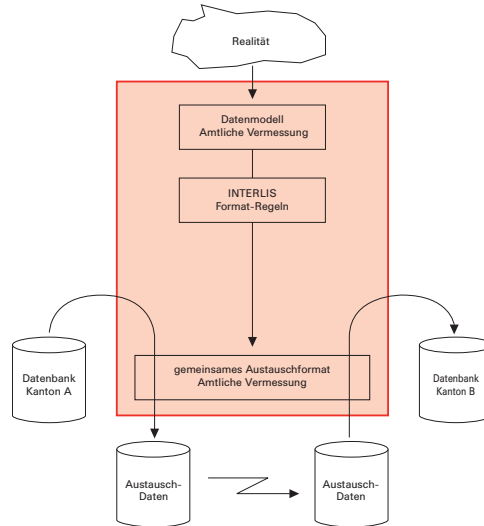 Realität
Datenmodell
Amtliche Vermessung
INTERLIS
Format-Regeln
gemeinsames Austauschformat
Amtliche Vermessung
Datenbank
Kanton A
Datenbank
Kanton B
Austausch-
Daten
Austausch-
Daten